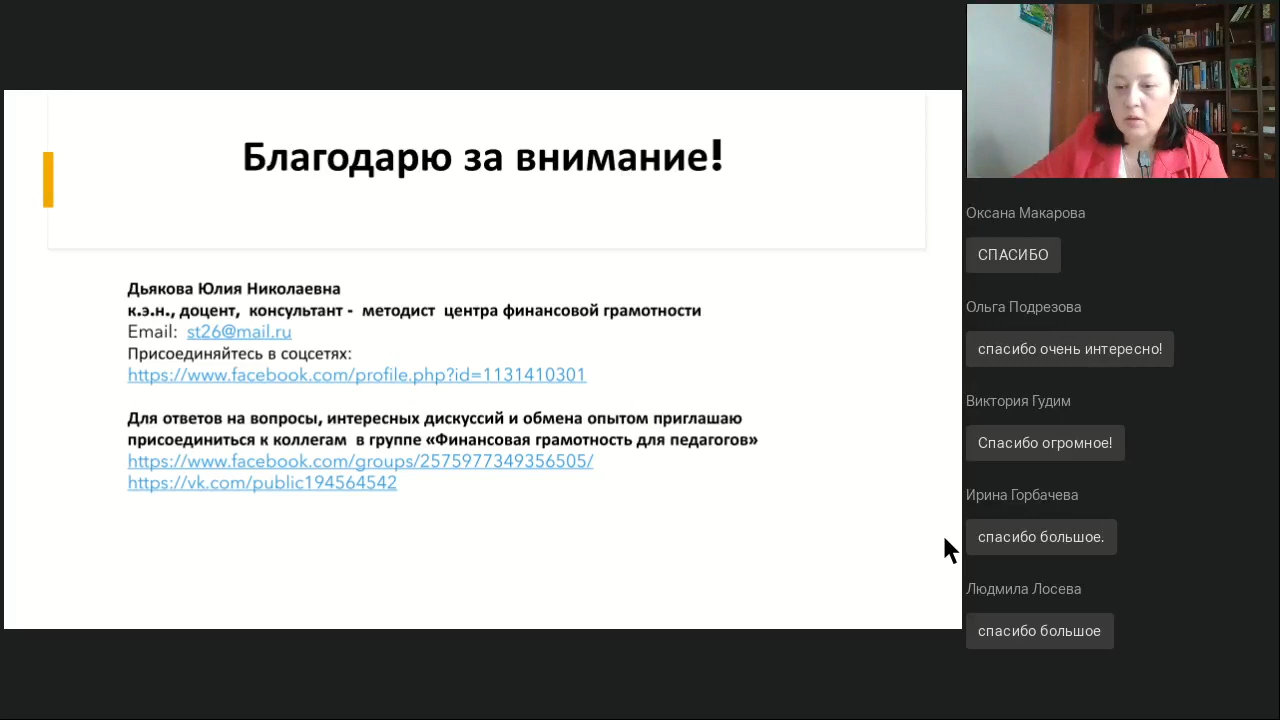 Благодарю за внимание!
Дьякова Юлия Николаевна
к.э.н., доцент, консультант - методист центра финансовой грамотности
Email: st26@mail.ru
Присоединяйтесь в соцсетях:
https://www.facebook.com/profile.php?id=1131410301
Для ответов на вопросы, интересных дискуссий и обмена опытом приглашаю
присоединиться к коллегам в группе «Финансовая грамотность для педагогов»
https://www.facebook.com/groups/2575977349356505/
https://vk.com/public194564542
Оксана Макарова
СПАСИБО
Ольга Подрезова
спасибо очень интересно!
Виктория Гудим
Спасибо огромное!
Ирина Горбачева
спасибо большое.
Людмила Лосева
спасибо большое